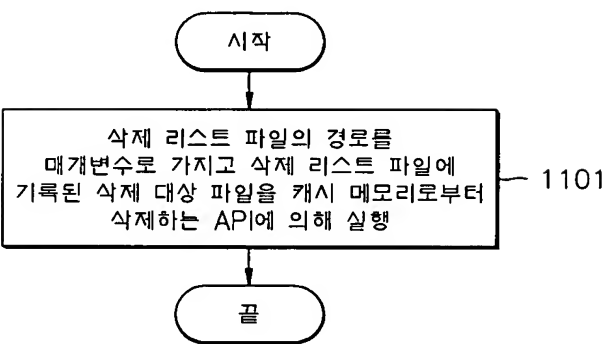 시작
삭제 리스트 파일의 경로를
매개변수로 가지고 삭제 리스트 파일에
기록된 삭제 대상 파일을 캐시 메모리로부터
삭제하는 API에 의해 실행
1101
끝